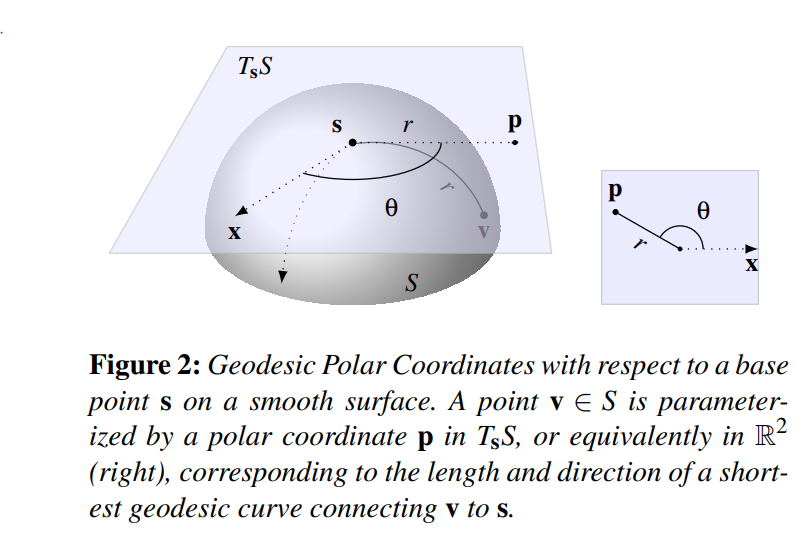 TₛS
s r p
θ
x v
r
S
p
θ
r
x
Figure 2: Geodesic Polar Coordinates with respect to a base
point s on a smooth surface. A point v ∈ S is parameter-
ized by a polar coordinate p in TₛS, or equivalently in ℝ²
(right), corresponding to the length and direction of a short-
est geodesic curve connecting v to s.